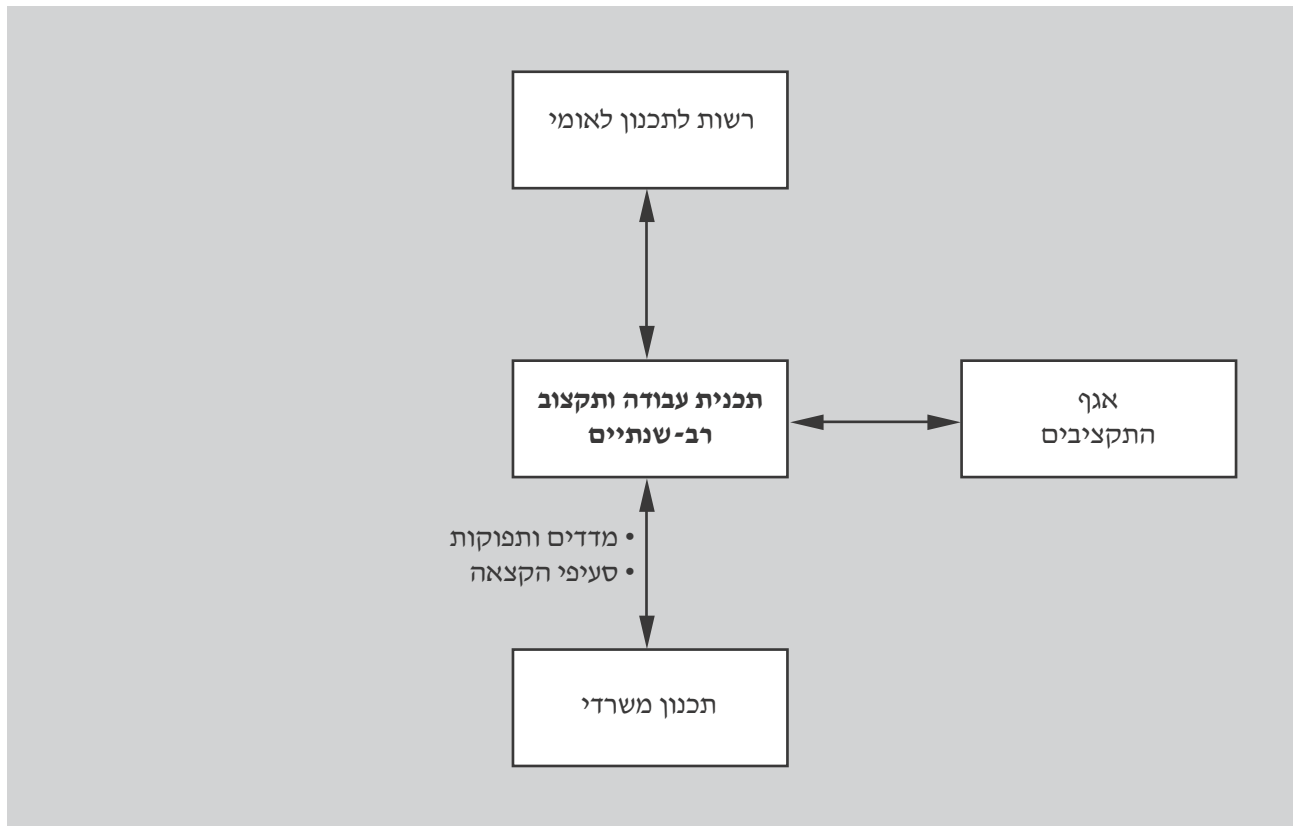 רשות לתכנון לאומי
תכנית עבודה ותקצוב
רב-שנתיים
אגף
התקציבים
• מדדים ותפוקות
• סעיפי הקצאה
תכנון משרדי